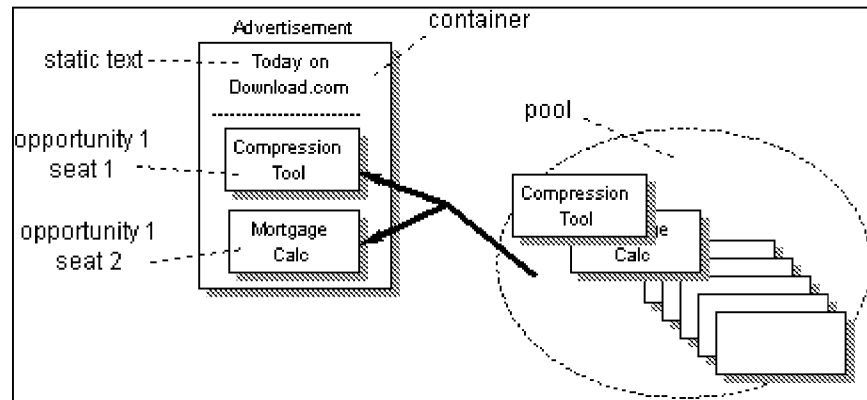 Advertisement
container
static text
Today on
Download.com
pool
opportunity 1
seat 1
Compression
Tool
Compression
Tool
opportunity 1
seat 2
Mortgage
Calc
Calc